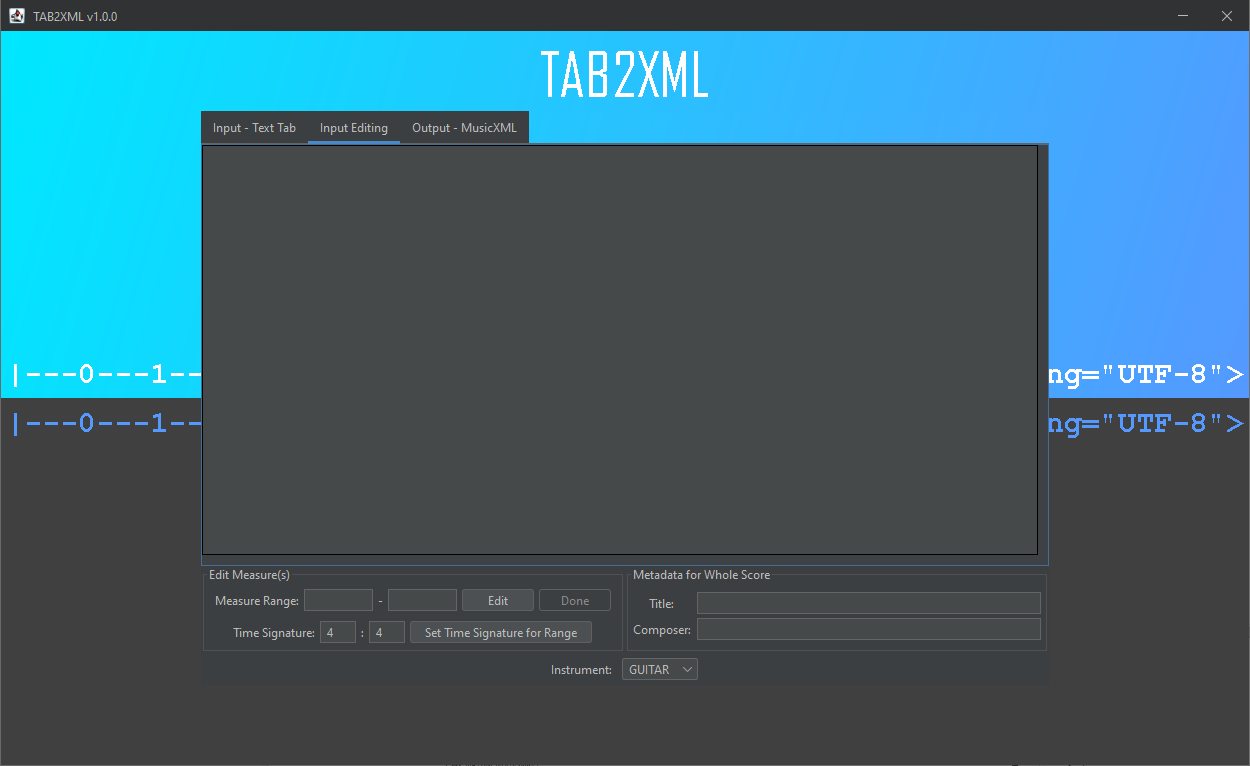 TAB2XML v1.0.0
TAB2XML
Input - Text Tab Input Editing Output - MusicXML
|---0---1-- ng="UTF-8">
|---0---1-- ng="UTF-8">
Edit Measure(s) Metadata for Whole Score
Measure Range: - Edit Done Title:
Time Signature: 4 : 4 Set Time Signature for Range Composer:
Instrument: GUITAR